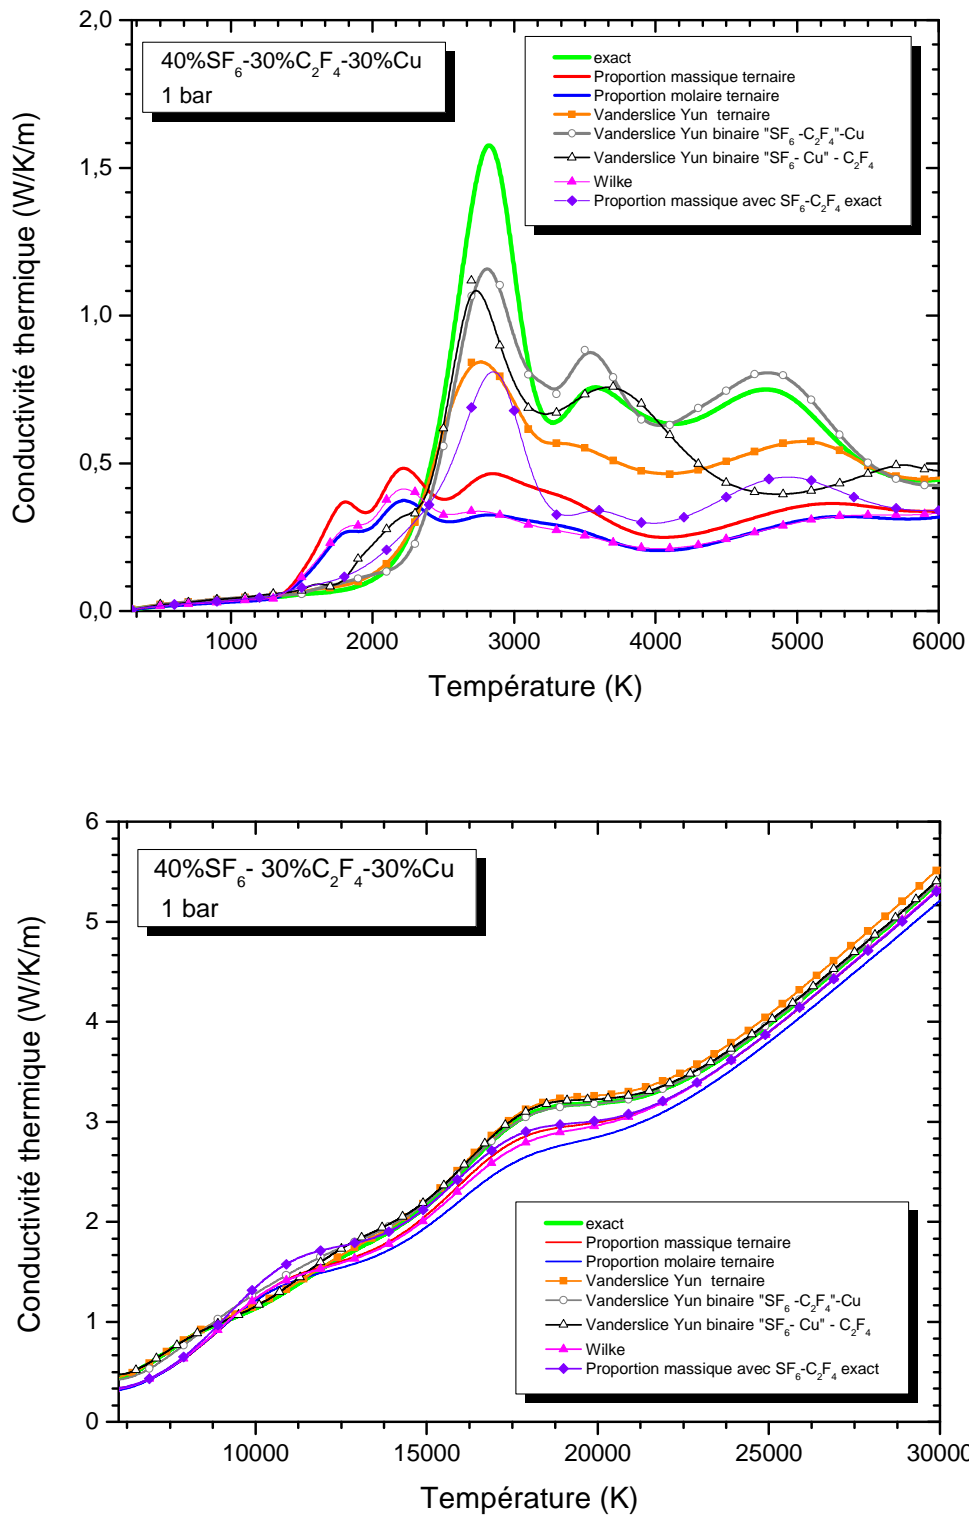 2,0
1,5
1,0
0,5
0,0
Conductivité thermique (W/K/m)
40%SF6-30%C2F4-30%Cu
1 bar
exact
Proportion massique ternaire
Proportion molaire ternaire
Vanderslice Yun  ternaire
Vanderslice Yun binaire "SF6 -C2F4"-Cu
Vanderslice Yun binaire "SF6- Cu" - C2F4
Wilke
Proportion massique avec SF6-C2F4 exact
1000 2000 3000 4000 5000 6000
Température (K)
6
5
4
3
2
1
0
Conductivité thermique (W/K/m)
40%SF6- 30%C2F4-30%Cu
1 bar
exact
Proportion massique ternaire
Proportion molaire ternaire
Vanderslice Yun  ternaire
Vanderslice Yun binaire "SF6 -C2F4"-Cu
Vanderslice Yun binaire "SF6- Cu" - C2F4
Wilke
Proportion massique avec SF6-C2F4 exact
10000 15000 20000 25000 30000
Température (K)